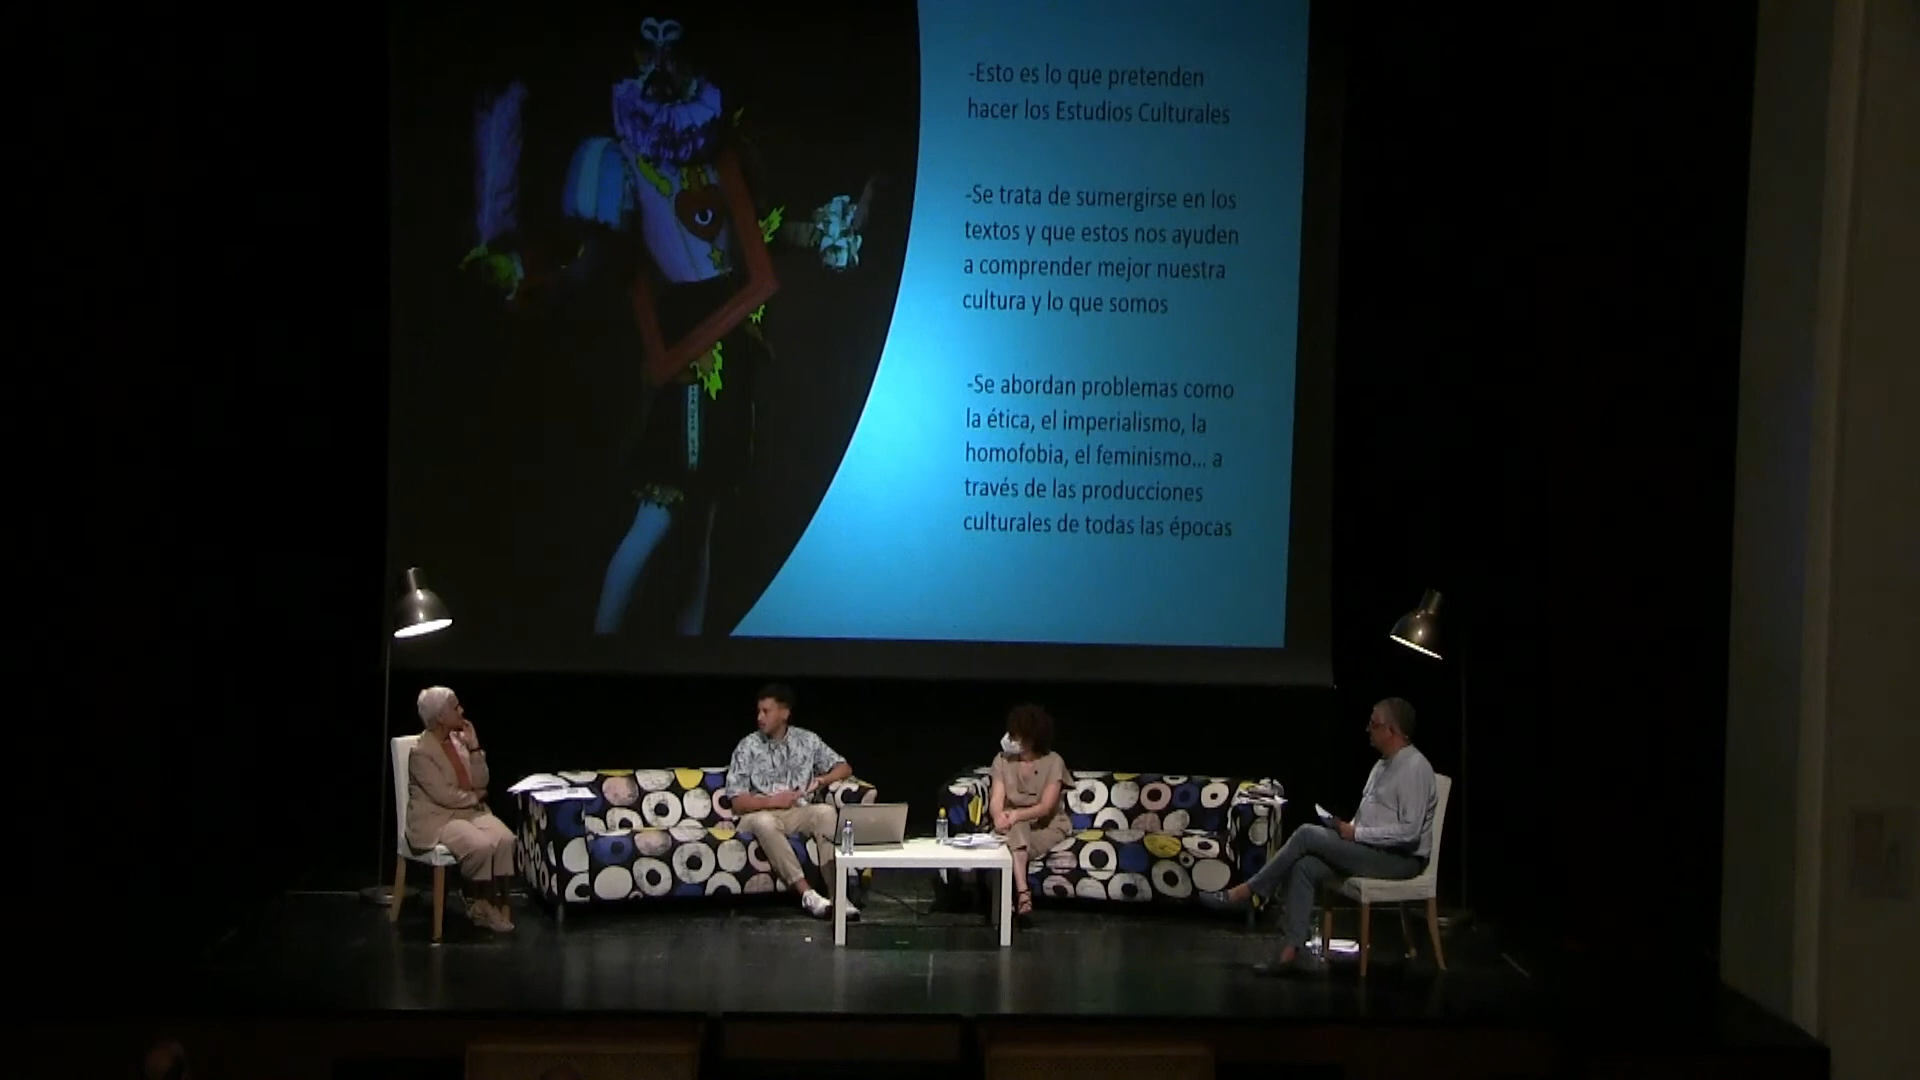 -Esto es lo que pretenden
hacer los Estudios Culturales
-Se trata de sumergirse en los
textos y que estos nos ayuden
a comprender mejor nuestra
cultura y lo que somos
-Se abordan problemas como
la ética, el imperialismo, la
homofobia, el feminismo... a
través de las producciones
culturales de todas las épocas